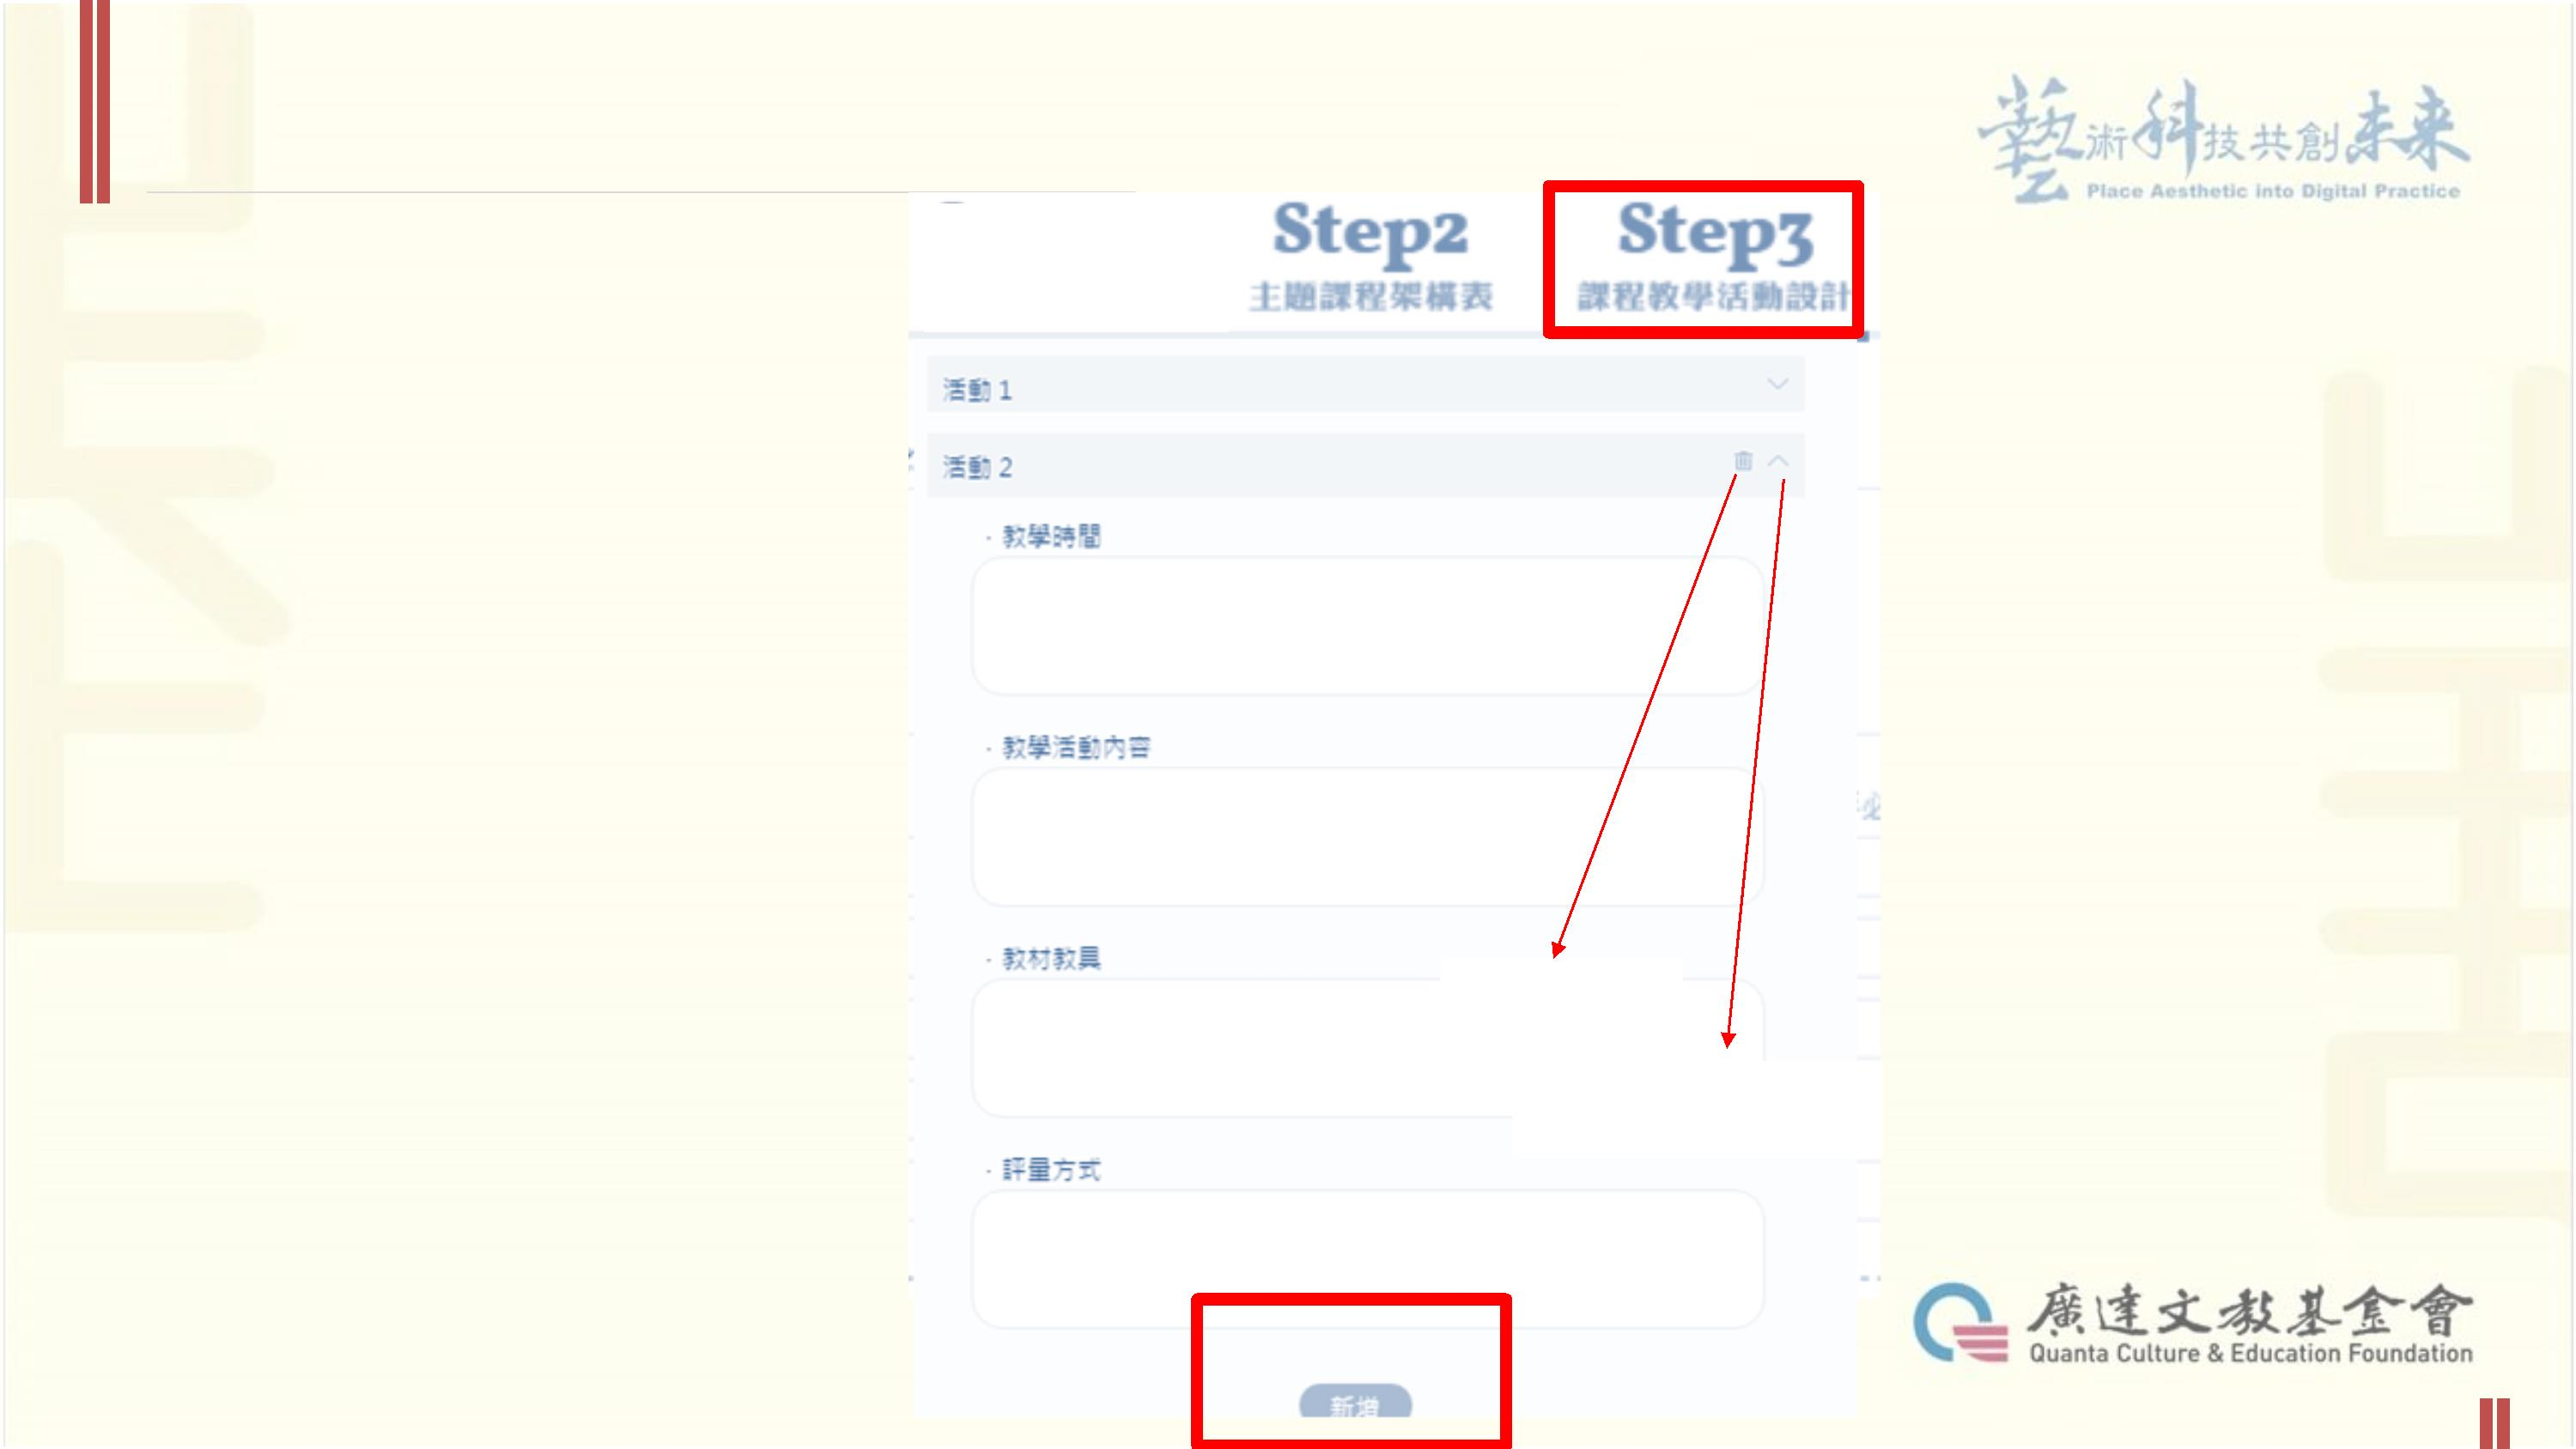 藝術科技共創未來
Place Aesthetic into Digital Practice
Step2
主題課程架構表
Step3
課程教學活動設計
活動 1
活動 2
· 教學時間
· 教學活動內容
· 教材教具
· 評量方式
新增
廣達文教基金會
Quanta Culture & Education Foundation